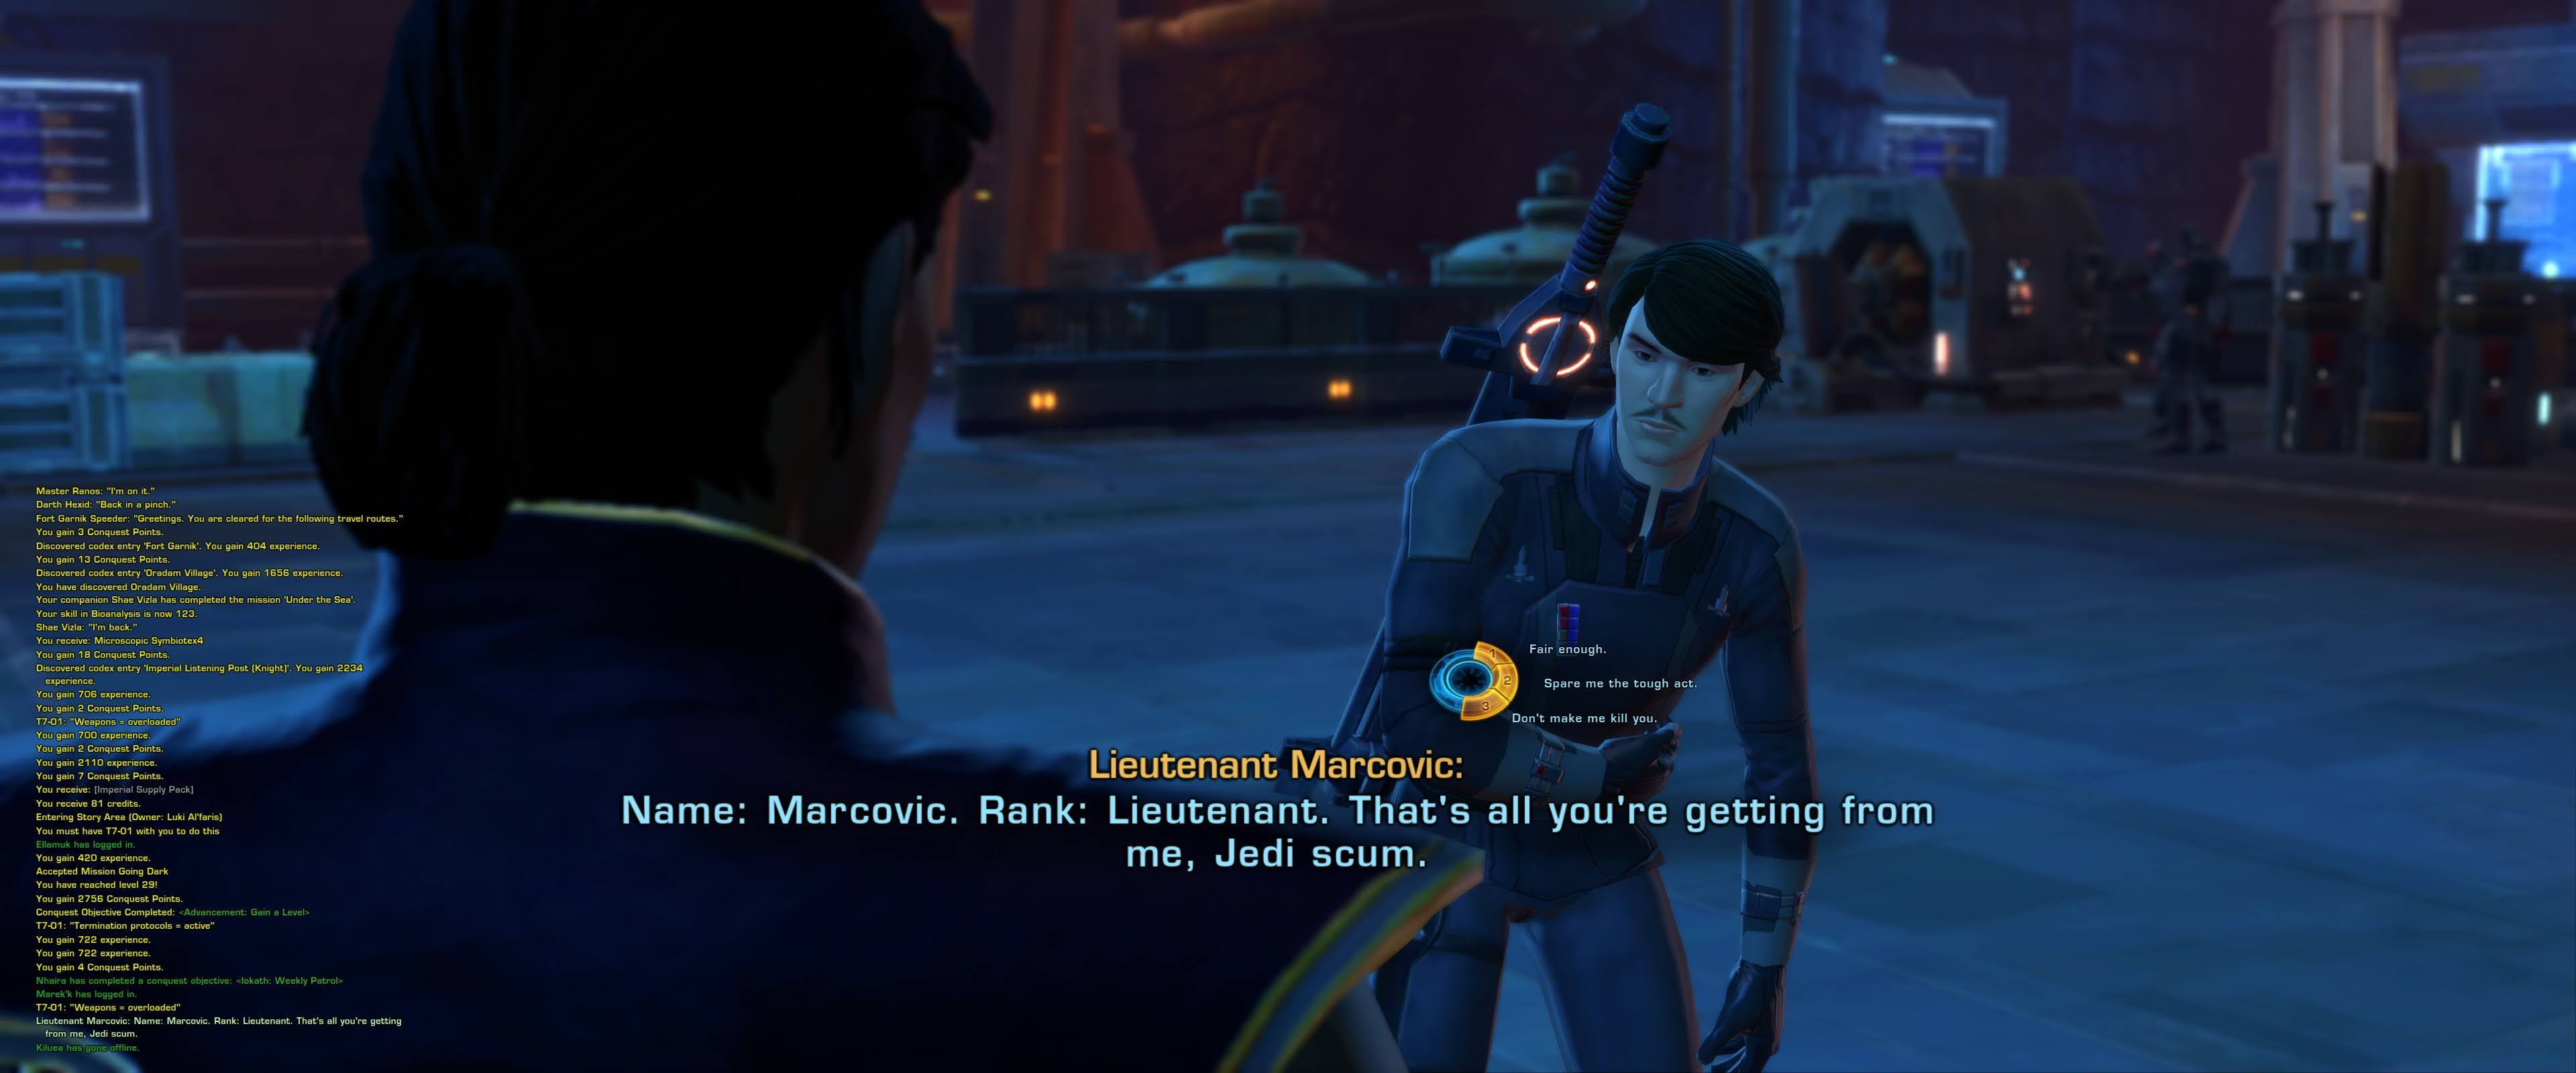 Master Ranos: "I'm on it."
Darth Hexid: "Back in a pinch."
Fort Garnik Speeder: "Greetings. You are cleared for the following travel routes."
You gain 3 Conquest Points.
Discovered codex entry 'Fort Garnik'. You gain 404 experience.
You gain 13 Conquest Points.
Discovered codex entry 'Oradam Village'. You gain 1656 experience.
You have discovered Oradam Village.
Your companion Shae Vizla has completed the mission 'Under the Sea'.
Your skill in Bioanalysis is now 123.
Shae Vizla: "I'm back."
You receive: Microscopic Symbiotex4
You gain 18 Conquest Points.
Discovered codex entry 'Imperial Listening Post (Knight)'. You gain 2234
experience.
You gain 706 experience.
You gain 2 Conquest Points.
T7-01: "Weapons = overloaded"
You gain 700 experience.
You gain 2 Conquest Points.
You gain 2110 experience.
You gain 7 Conquest Points.
You receive: [Imperial Supply Pack]
You receive 81 credits.
Entering Story Area (Owner: Luki Al'faris)
You must have T7-01 with you to do this
Ellamuk has logged in.
You gain 420 experience.
Accepted Mission Going Dark
You have reached level 29!
You gain 2756 Conquest Points.
Conquest Objective Completed: <Advancement: Gain a Level>
T7-01: "Termination protocols = active"
You gain 722 experience.
You gain 722 experience.
You gain 4 Conquest Points.
Nhaira has completed a conquest objective: <Iokath: Weekly Patrol>
Marek'k has logged in.
T7-01: "Weapons = overloaded"
Lieutenant Marcovic: Name: Marcovic. Rank: Lieutenant. That's all you're getting
from me, Jedi scum.
Kiluea has gone offline.
1 Fair enough.
2 Spare me the tough act.
3 Don't make me kill you.
Lieutenant Marcovic:
Name: Marcovic. Rank: Lieutenant. That's all you're getting from
me, Jedi scum.